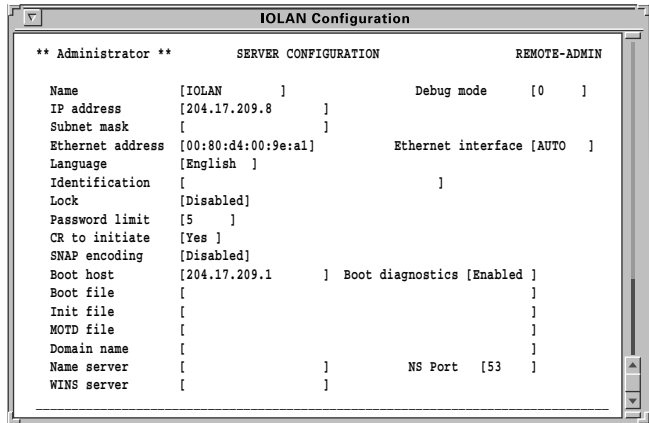 IOLAN Configuration
** Administrator ** SERVER CONFIGURATION REMOTE-ADMIN
Name [IOLAN ] Debug mode [0 ]
IP address [204.17.209.8 ]
Subnet mask [ ]
Ethernet address [00:80:d4:00:9e:a1] Ethernet interface [AUTO ]
Language [English ]
Identification [ ]
Lock [Disabled]
Password limit [5 ]
CR to initiate [Yes ]
SNAP encoding [Disabled]
Boot host [204.17.209.1 ] Boot diagnostics [Enabled ]
Boot file [ ]
Init file [ ]
MOTD file [ ]
Domain name [ ]
Name server [ ] NS Port [53 ]
WINS server [ ]